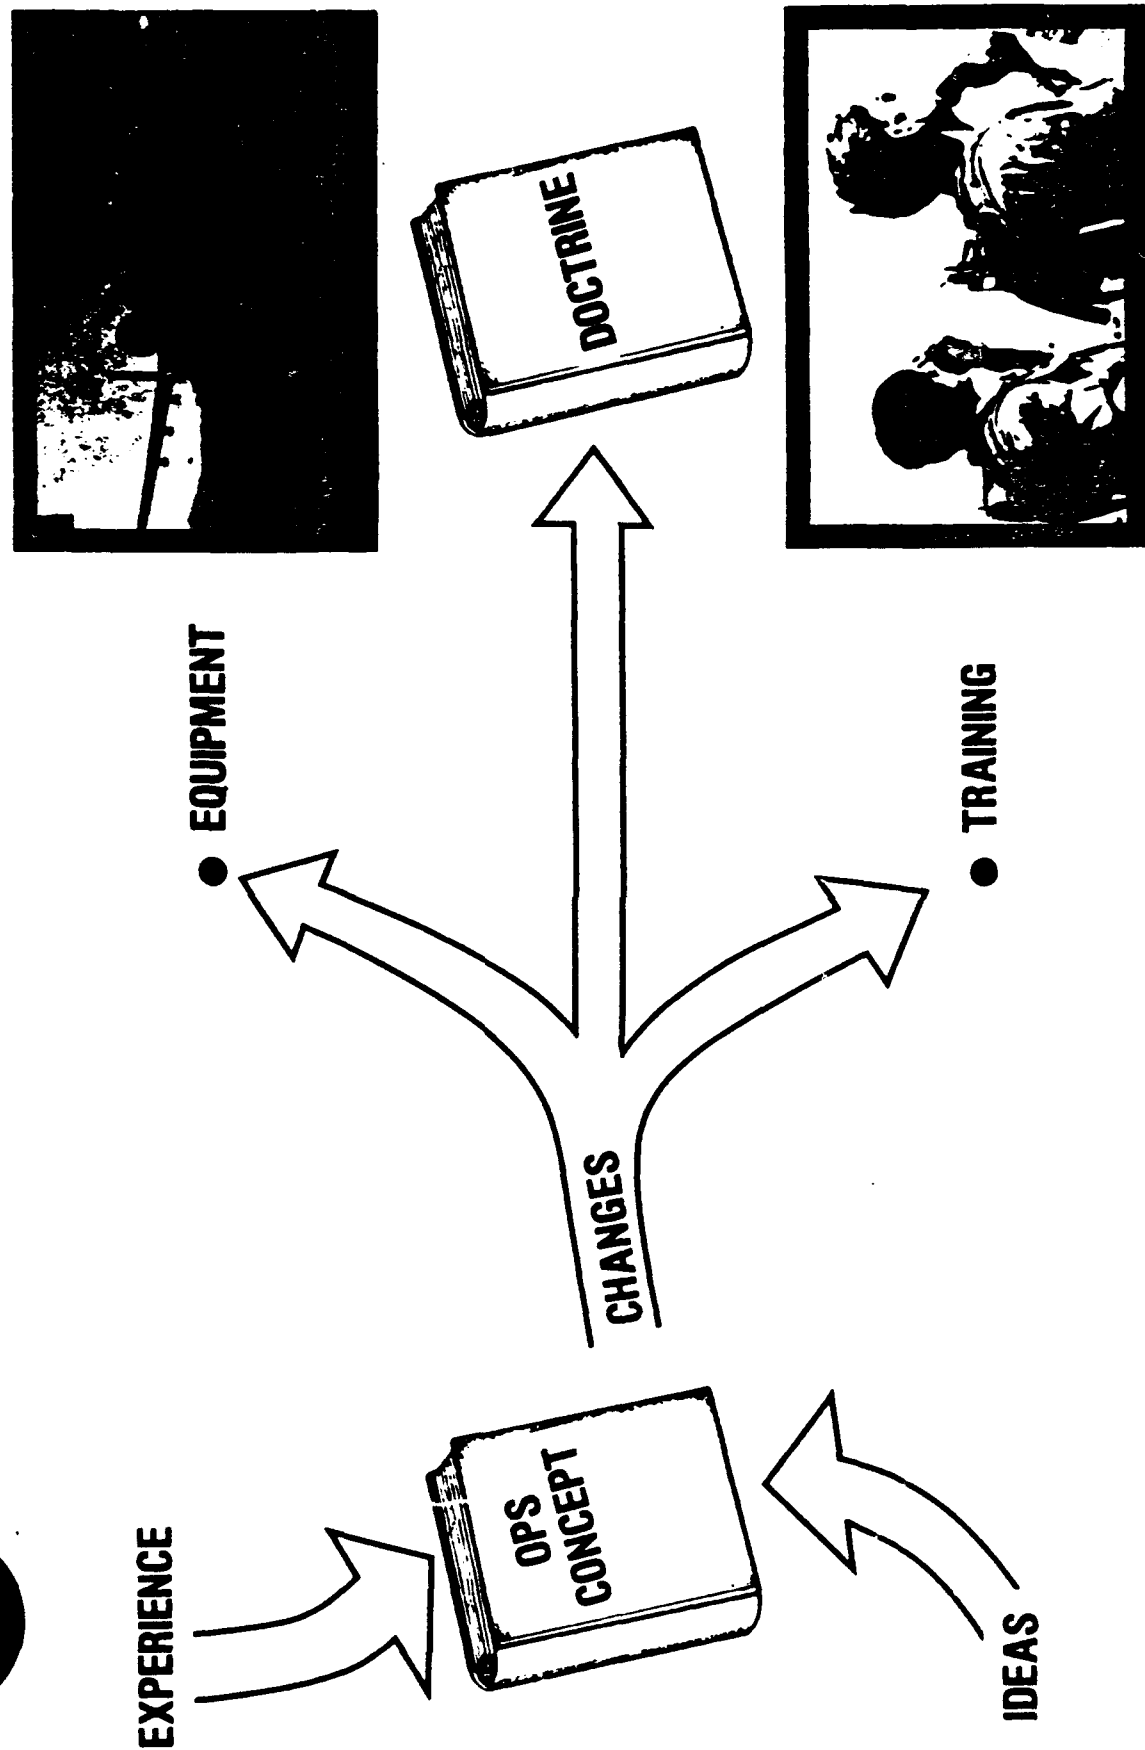 EXPERIENCE
OPS
CONCEPT
IDEAS
CHANGES
● EQUIPMENT
DOCTRINE
● TRAINING